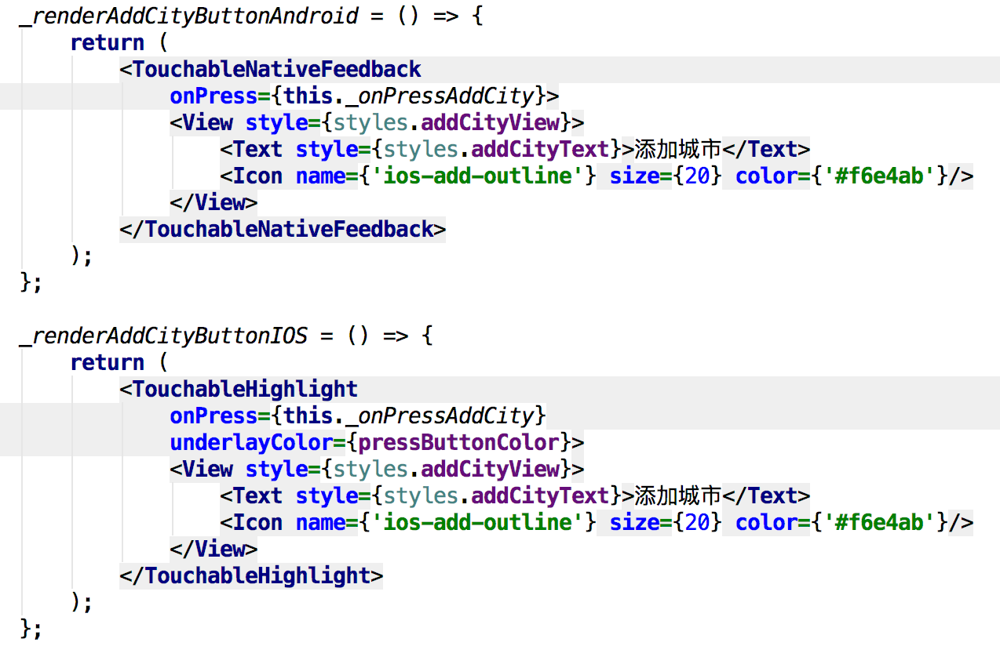 _renderAddCityButtonAndroid = () => {
    return (
        <TouchableNativeFeedback
            onPress={this._onPressAddCity}>
            <View style={styles.addCityView}>
                <Text style={styles.addCityText}>添加城市</Text>
                <Icon name={'ios-add-outline'} size={20} color={'#f6e4ab'}/>
            </View>
        </TouchableNativeFeedback>
    );
};

_renderAddCityButtonIOS = () => {
    return (
        <TouchableHighlight
            onPress={this._onPressAddCity}
            underlayColor={pressButtonColor}>
            <View style={styles.addCityView}>
                <Text style={styles.addCityText}>添加城市</Text>
                <Icon name={'ios-add-outline'} size={20} color={'#f6e4ab'}/>
            </View>
        </TouchableHighlight>
    );
};